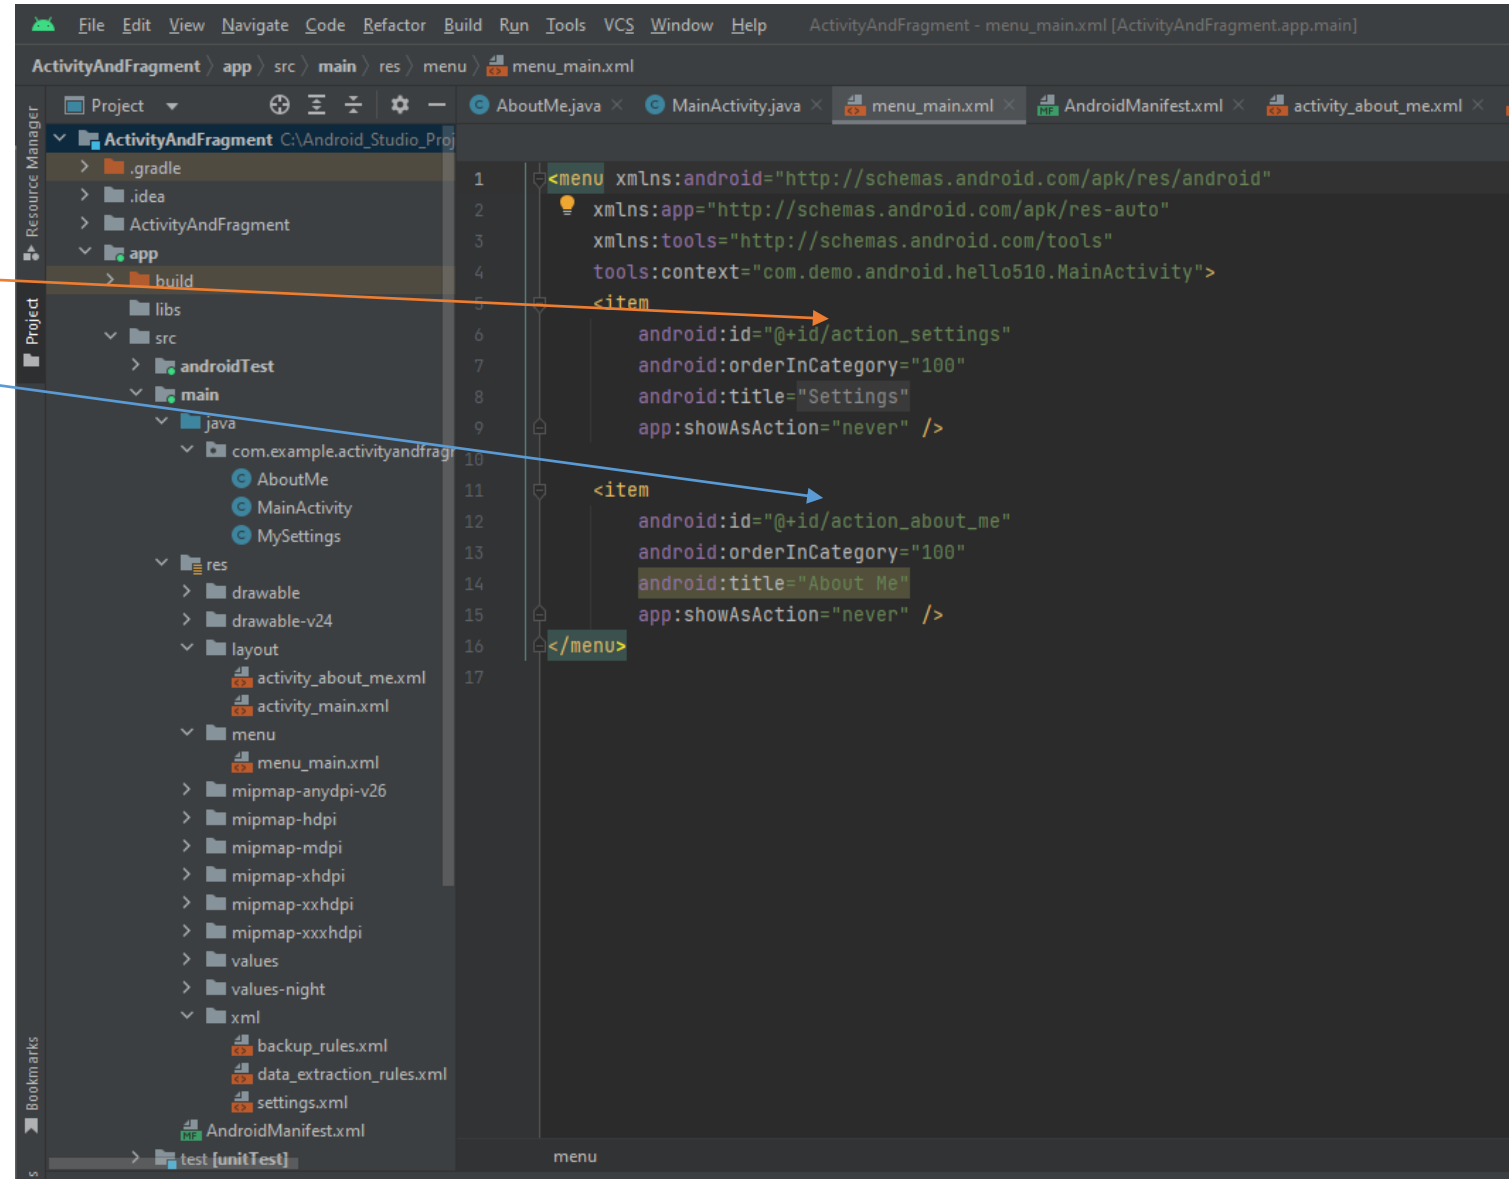 File Edit View Navigate Code Refactor Build Run Tools VCS Window Help ActivityAndFragment - menu_main.xml [ActivityAndFragment.app.main]
ActivityAndFragment app src main res menu menu_main.xml
Project
AboutMe.java MainActivity.java menu_main.xml AndroidManifest.xml activity_about_me.xml
Resource Manager
Project
Bookmarks
ActivityAndFragment C:\Android_Studio_Proj
.gradle
.idea
ActivityAndFragment
app
build
libs
src
androidTest
main
java
com.example.activityandfragr
AboutMe
MainActivity
MySettings
res
drawable
drawable-v24
layout
activity_about_me.xml
activity_main.xml
menu
menu_main.xml
mipmap-anydpi-v26
mipmap-hdpi
mipmap-mdpi
mipmap-xhdpi
mipmap-xxhdpi
mipmap-xxxhdpi
values
values-night
xml
backup_rules.xml
data_extraction_rules.xml
settings.xml
AndroidManifest.xml
test [unitTest]
1 <menu xmlns:android="http://schemas.android.com/apk/res/android"
2 xmlns:app="http://schemas.android.com/apk/res-auto"
3 xmlns:tools="http://schemas.android.com/tools"
4 tools:context="com.demo.android.hello510.MainActivity">
5 <item
6 android:id="@+id/action_settings"
7 android:orderInCategory="100"
8 android:title="Settings"
9 app:showAsAction="never" />
10
11 <item
12 android:id="@+id/action_about_me"
13 android:orderInCategory="100"
14 android:title="About Me"
15 app:showAsAction="never" />
16 </menu>
17
menu